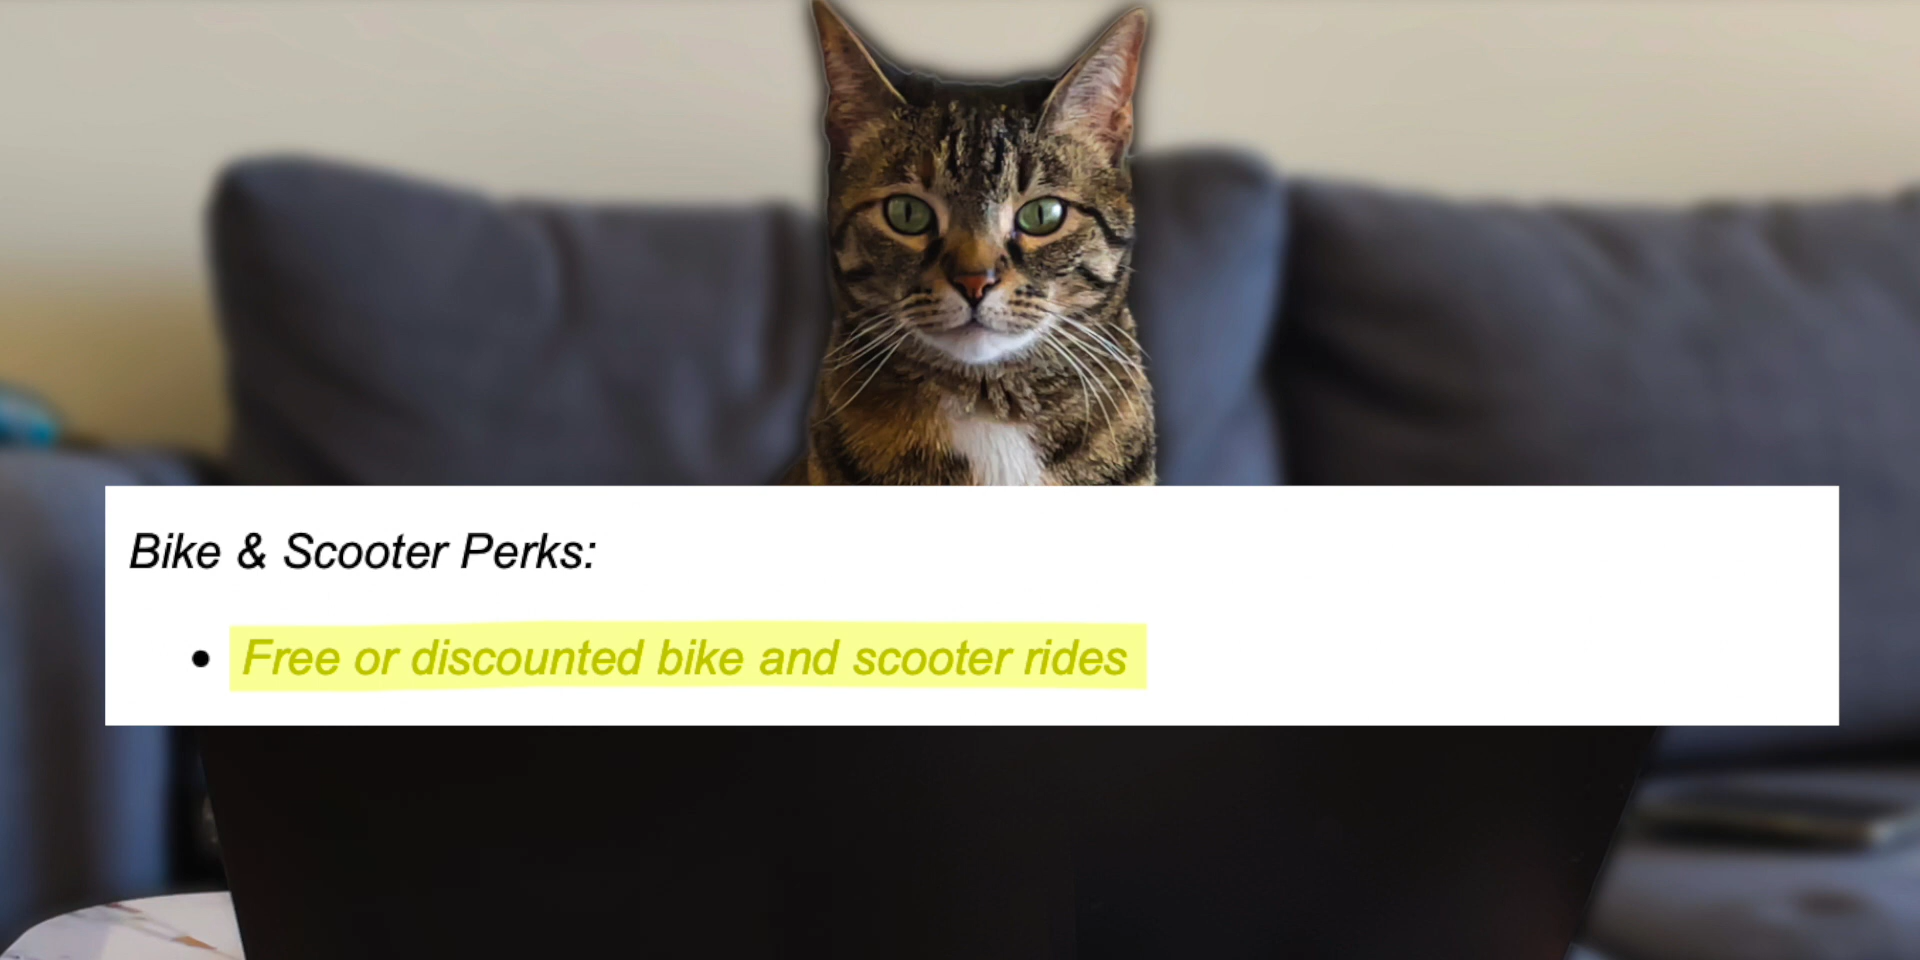 Bike & Scooter Perks:
• Free or discounted bike and scooter rides